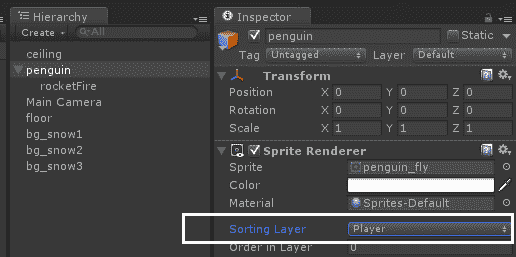 Hierarchy
Create
All
ceiling
penguin
rocketFire
Main Camera
floor
bg_snow1
bg_snow2
bg_snow3
Inspector
penguin
Static
Tag Untagged Layer Default
Transform
Position X 0 Y 0 Z 0
Rotation X 0 Y 0 Z 0
Scale X 1 Y 1 Z 1
Sprite Renderer
Sprite penguin_fly
Color
Material Sprites-Default
Sorting Layer Player
Order in Layer 0